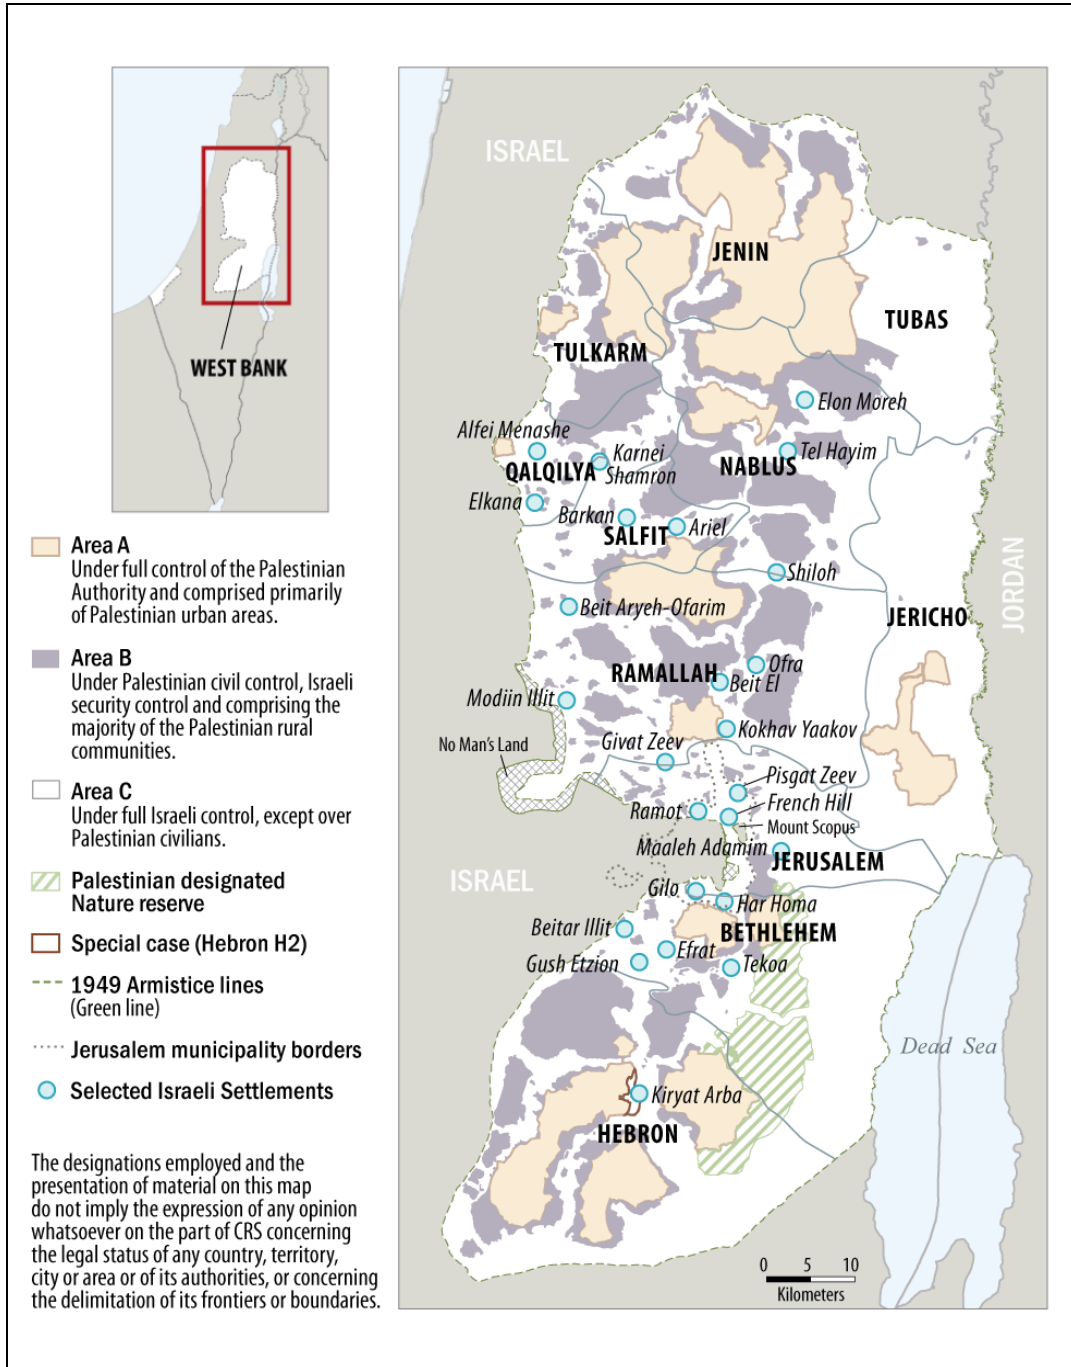 WEST BANK
Area A
Under full control of the Palestinian
Authority and comprised primarily
of Palestinian urban areas.
Area B
Under Palestinian civil control, Israeli
security control and comprising the
majority of the Palestinian rural
communities.
Area C
Under full Israeli control, except over
Palestinian civilians.
Palestinian designated
Nature reserve
Special case (Hebron H2)
1949 Armistice lines
(Green line)
Jerusalem municipality borders
Selected Israeli Settlements
The designations employed and the
presentation of material on this map
do not imply the expression of any opinion
whatsoever on the part of CRS concerning
the legal status of any country, territory,
city or area or of its authorities, or concerning
the delimitation of its frontiers or boundaries.
ISRAEL
JENIN
TUBAS
TULKARM
Elon Moreh
Alfei Menashe
Karnei
Shamron
QALQILYA
Tel Hayim
NABLUS
Elkana
Barkan
SALFIT
Ariel
Shiloh
JORDAN
Beit Aryeh-Ofarim
JERICHO
Ofra
RAMALLAH
Beit El
Modiin Illit
Kokhav Yaakov
No Man's Land
Givat Zeev
Pisgat Zeev
Ramot
French Hill
Mount Scopus
Maaleh Adamim
JERUSALEM
ISRAEL
Gilo
Har Homa
Beitar Illit
BETHLEHEM
Efrat
Gush Etzion
Tekoa
Dead Sea
Kiryat Arba
HEBRON
0 5 10
Kilometers